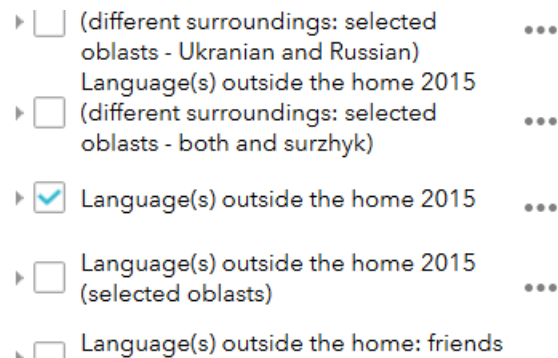 (different surroundings: selected
oblasts - Ukranian and Russian)
Language(s) outside the home 2015
(different surroundings: selected
oblasts - both and surzhyk)
Language(s) outside the home 2015
Language(s) outside the home 2015
(selected oblasts)
Language(s) outside the home: friends